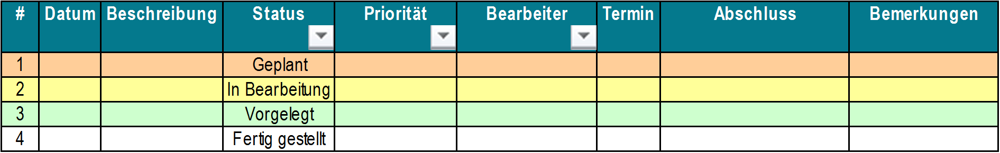 # Datum Beschreibung Status Priorität Bearbeiter Termin Abschluss Bemerkungen
1 Geplant
2 In Bearbeitung
3 Vorgelegt
4 Fertig gestellt